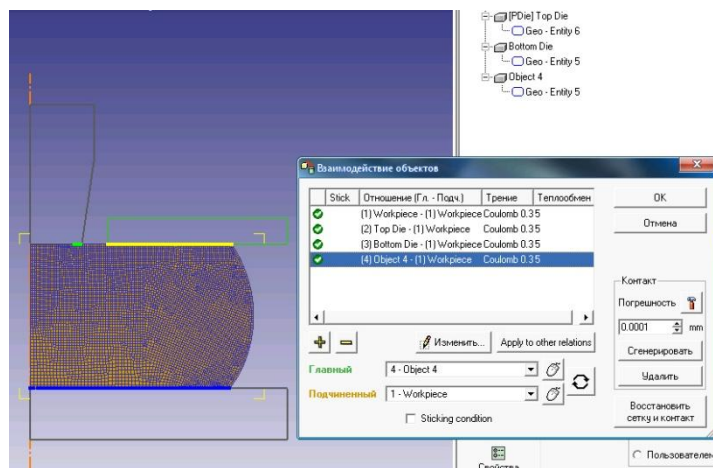 [PDie] Top Die
Geo - Entity 6
Bottom Die
Geo - Entity 5
Object 4
Geo - Entity 5
Взаимодействие объектов
Stick Отношение (Гл. - Подч.) Трение Теплообмен
(1) Workpiece - (1) Workpiece Coulomb 0.35
(2) Top Die - (1) Workpiece Coulomb 0.35
(3) Bottom Die - (1) Workpiece Coulomb 0.35
(4) Object 4 - (1) Workpiece Coulomb 0.35
OK
Отмена
Контакт
Погрешность
0.0001 mm
Сгенерировать
Удалить
Восстановить
сетку и контакт
Изменить... Apply to other relations
Главный 4 - Object 4
Подчиненный 1 - Workpiece
Sticking condition
Свойства
Пользователем